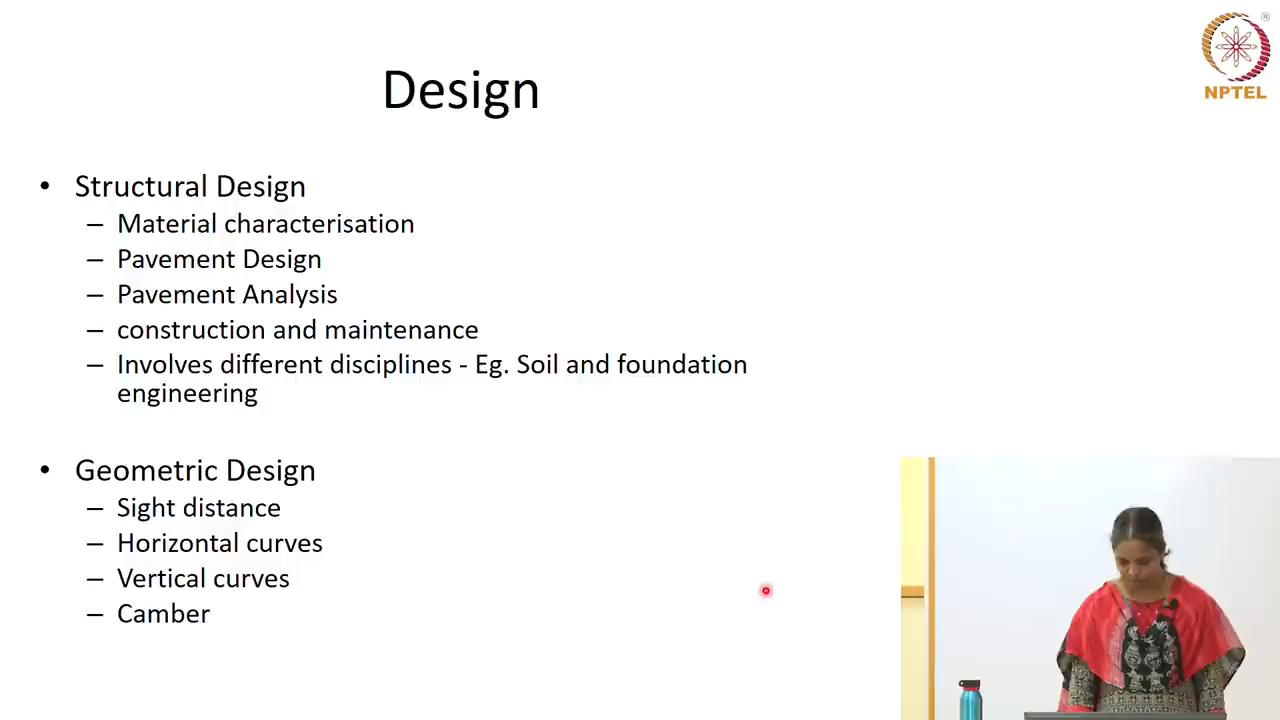 NPTEL
Design
• Structural Design
– Material characterisation
– Pavement Design
– Pavement Analysis
– construction and maintenance
– Involves different disciplines - Eg. Soil and foundation
engineering
• Geometric Design
– Sight distance
– Horizontal curves
– Vertical curves
– Camber